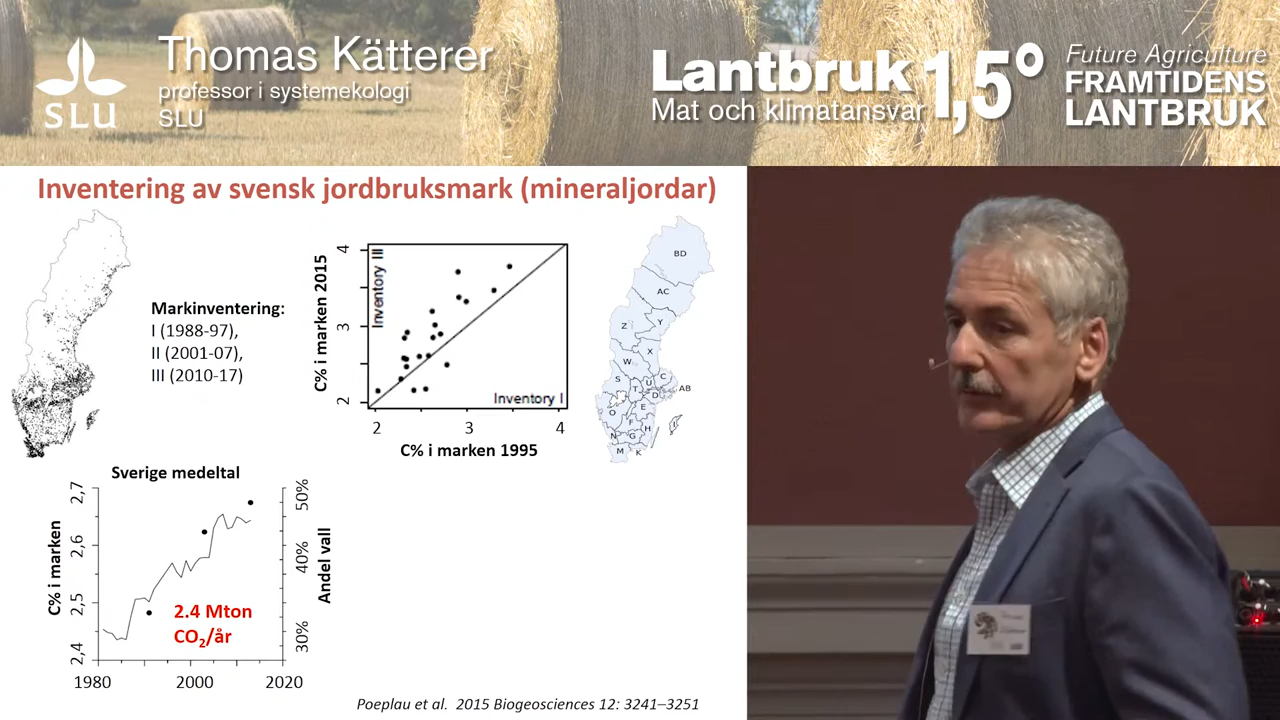 Thomas Kätterer
professor i systemekologi
SLU
SLU
Lantbruk 1,5°
Mat och klimatansvar
Future Agriculture
FRAMTIDENS
LANTBRUK
Inventering av svensk jordbruksmark (mineraljordar)
Markinventering:
I (1988-97),
II (2001-07),
III (2010-17)
C% i marken 2015
Inventory III
4
3
2
Inventory I
2 3 4
C% i marken 1995
BD
AC
Z
Y
X
W
S
T
U
C
AB
D
O
E
F
I
N
G
H
M
K
Sverige medeltal
C% i marken
2,7
2,6
2,5
2,4
50%
40%
30%
Andel vall
2.4 Mton
CO₂/år
1980 2000 2020
Poeplau et al. 2015 Biogeosciences 12: 3241–3251